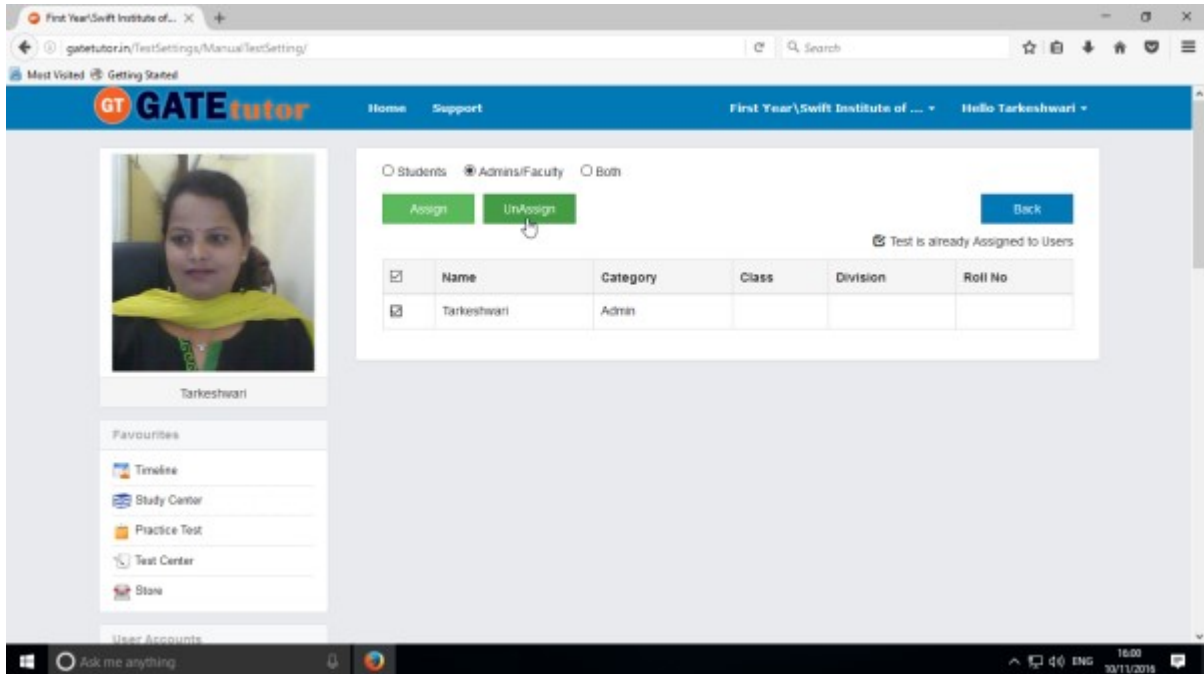 First Year\Swift Institute of...
gatetutor.in/TestSettings/ManualTestSetting/
Search
Most Visited Getting Started
GT GATEtutor Home Support First Year\Swift Institute of .... Hello Tarkeshwari
Students Admins/Faculty Both
Assign UnAssign Back
Test is already Assigned to Users
Name Category Class Division Roll No
Tarkeshwari Admin
Tarkeshwari
Favourites
Timeline
Study Center
Practice Test
Test Center
Store
User Accounts
Ask me anything ENG 16:00
10/11/2016